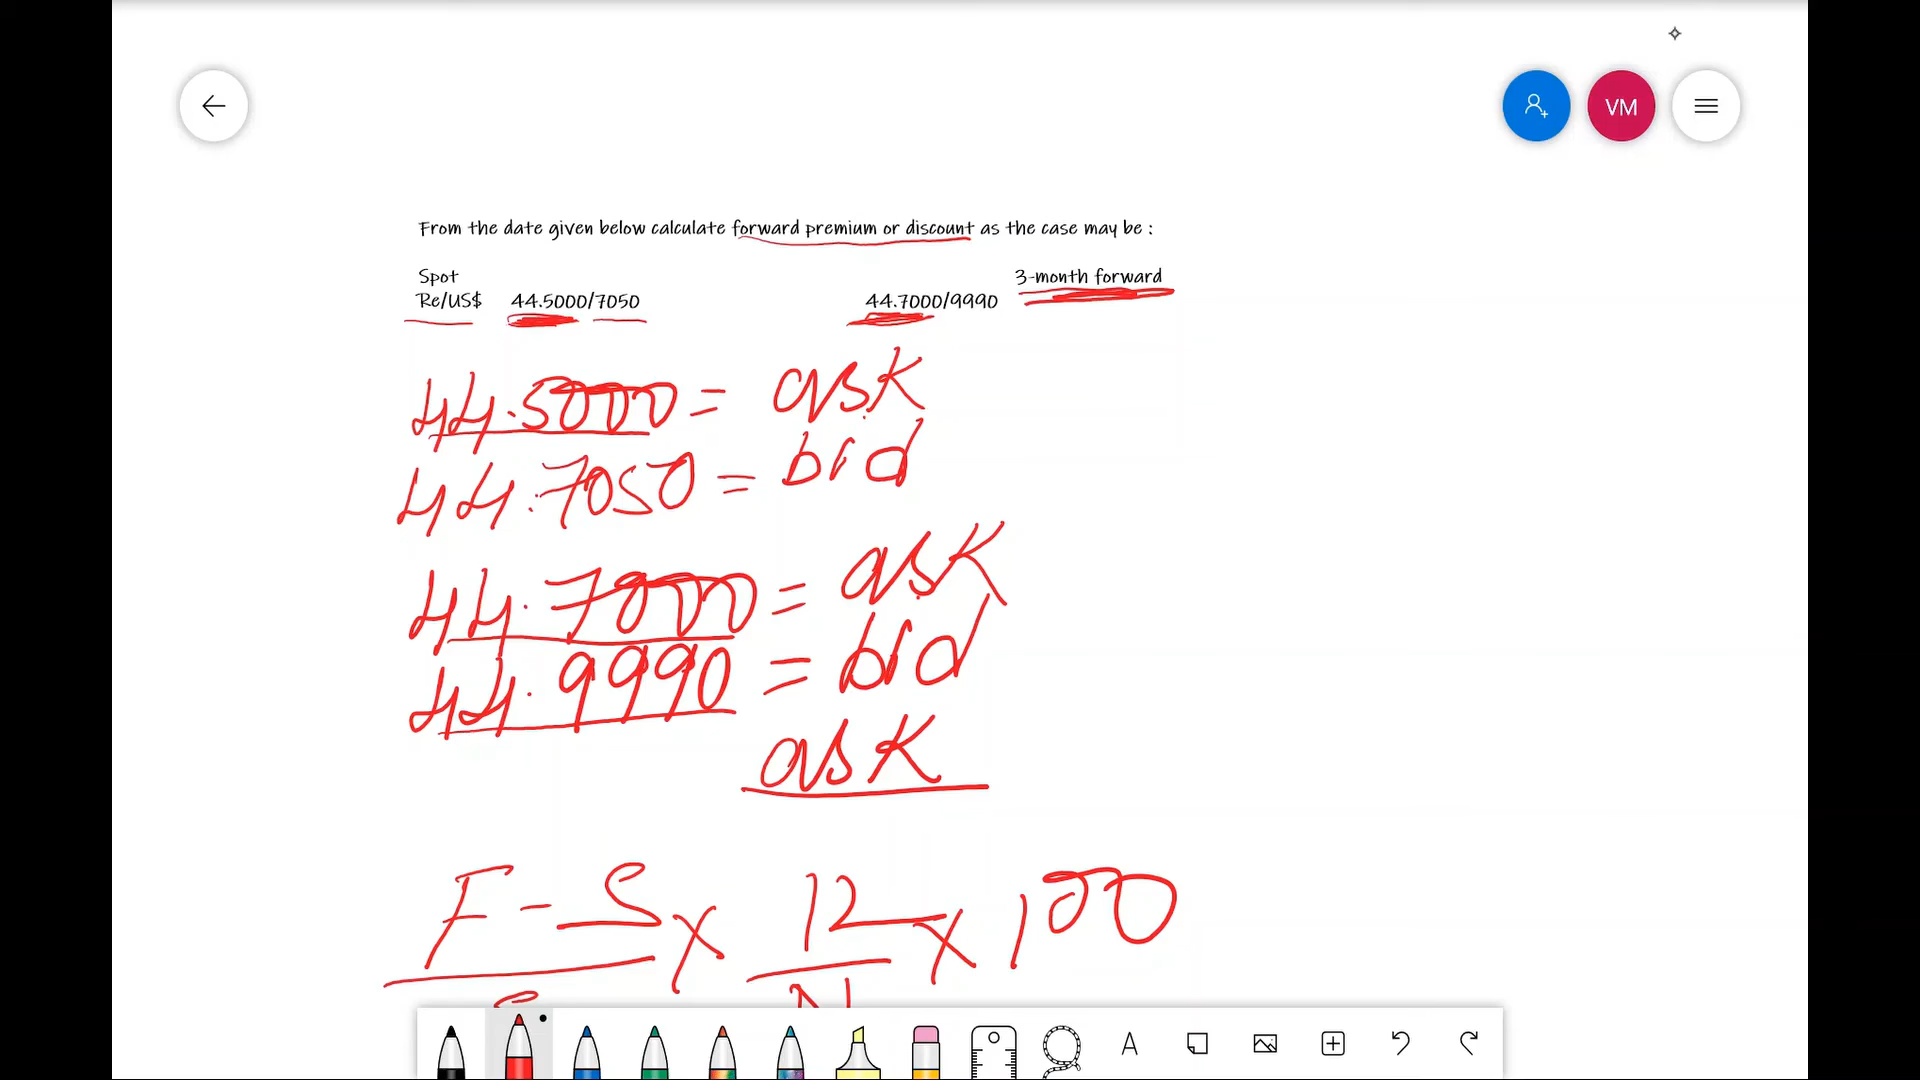 VM
From the date given below calculate forward premium or discount as the case may be :
Spot 3-month forward
Re/US$ 44.5000/7050 44.7000/9990
44.5000 = ask
44.7050 = bid
44.7000 = ask
44.9990 = bid
ask
F - S x 12 x 100
S N
A